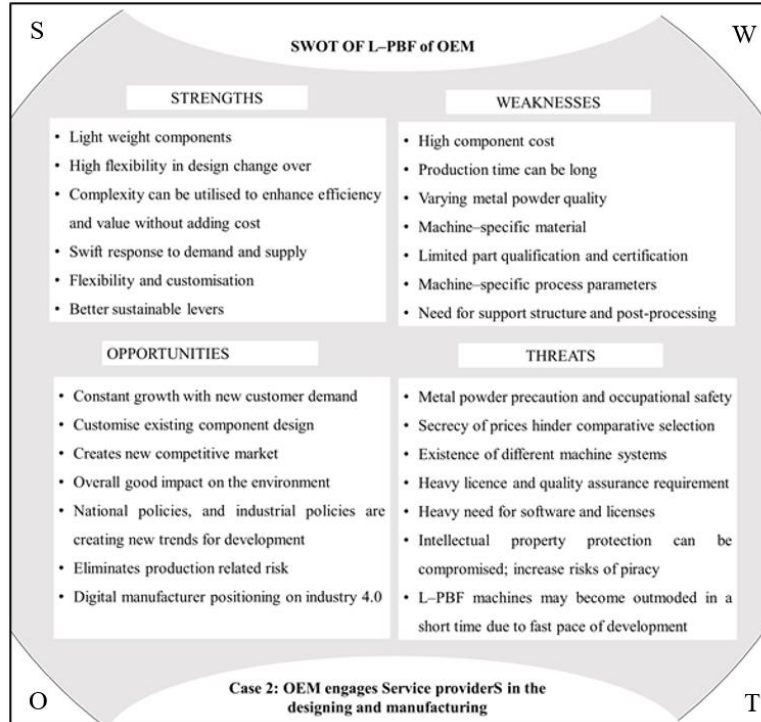 S
W
SWOT OF L–PBF of OEM
STRENGTHS
• Light weight components
• High flexibility in design change over
• Complexity can be utilised to enhance efficiency
and value without adding cost
• Swift response to demand and supply
• Flexibility and customisation
• Better sustainable levers
WEAKNESSES
• High component cost
• Production time can be long
• Varying metal powder quality
• Machine–specific material
• Limited part qualification and certification
• Machine–specific process parameters
• Need for support structure and post-processing
OPPORTUNITIES
• Constant growth with new customer demand
• Customise existing component design
• Creates new competitive market
• Overall good impact on the environment
• National policies, and industrial policies are
creating new trends for development
• Eliminates production related risk
• Digital manufacturer positioning on industry 4.0
THREATS
• Metal powder precaution and occupational safety
• Secrecy of prices hinder comparative selection
• Existence of different machine systems
• Heavy licence and quality assurance requirement
• Heavy need for software and licenses
• Intellectual property protection can be
compromised; increase risks of piracy
• L–PBF machines may become outmoded in a
short time due to fast pace of development
O
Case 2: OEM engages Service providerS in the
designing and manufacturing
T